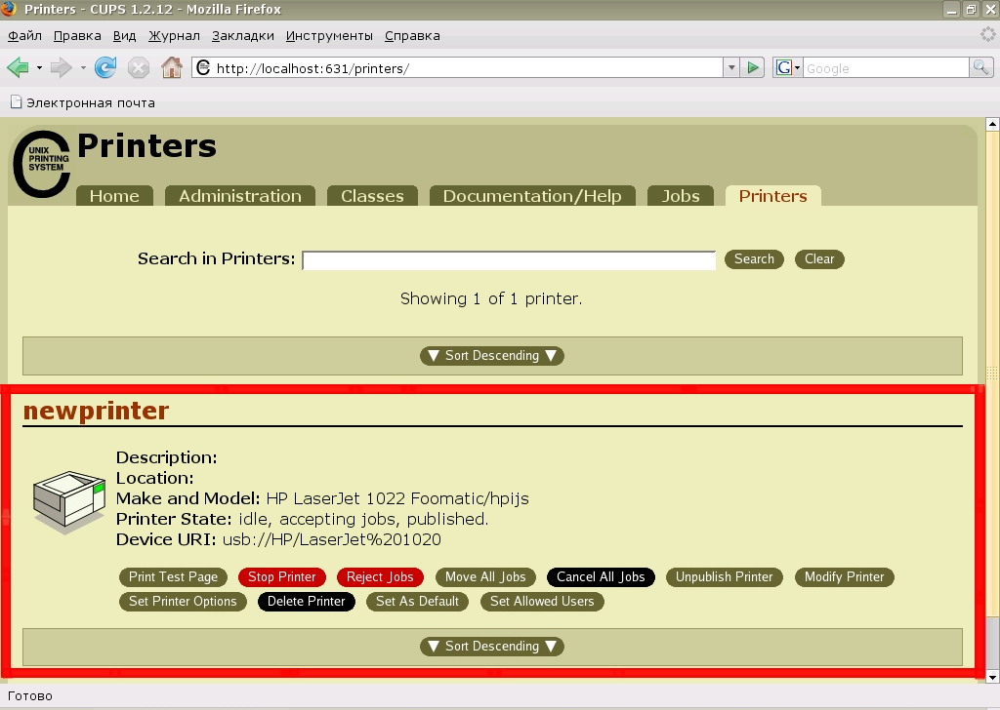 Printers - CUPS 1.2.12 - Mozilla Firefox
Файл Правка Вид Журнал Закладки Инструменты Справка
http://localhost:631/printers/ G Google
Электронная почта
UNIX
PRINTING
SYSTEM
Printers
Home Administration Classes Documentation/Help Jobs Printers
Search in Printers: Search Clear
Showing 1 of 1 printer.
▼ Sort Descending ▼
newprinter
Description:
Location:
Make and Model: HP LaserJet 1022 Foomatic/hpijs
Printer State: idle, accepting jobs, published.
Device URI: usb://HP/LaserJet%201020
Print Test Page Stop Printer Reject Jobs Move All Jobs Cancel All Jobs Unpublish Printer Modify Printer
Set Printer Options Delete Printer Set As Default Set Allowed Users
▼ Sort Descending ▼
Готово